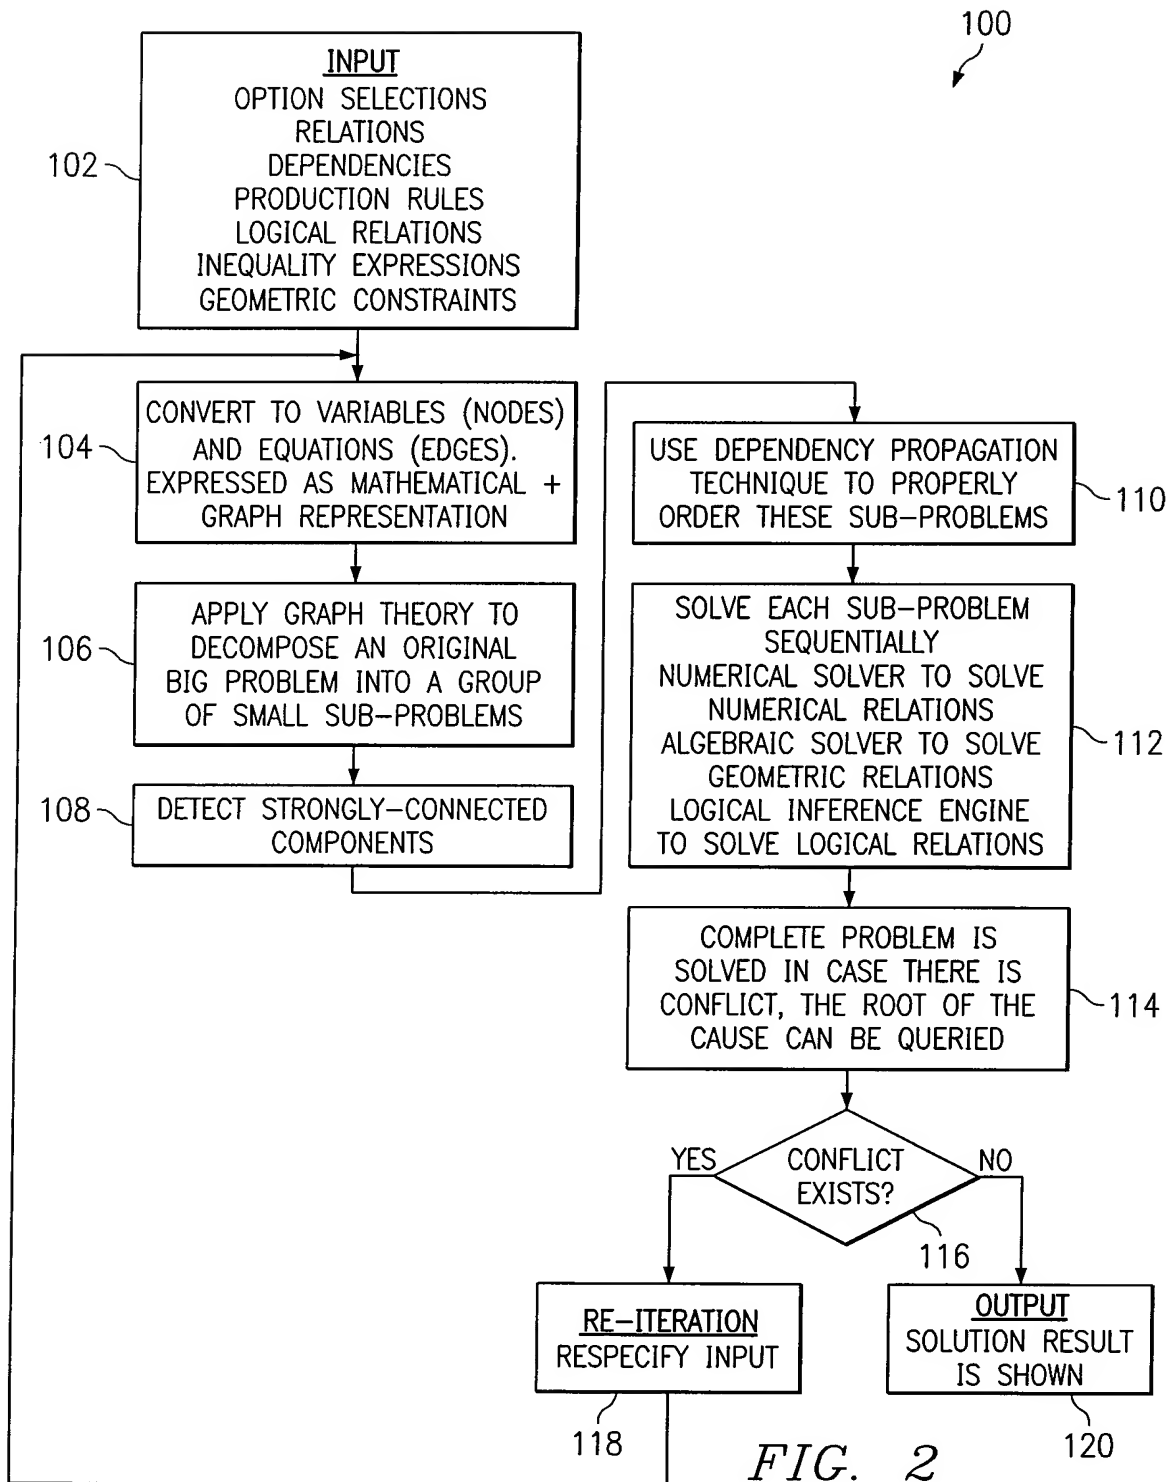 100
INPUT
OPTION SELECTIONS
RELATIONS
DEPENDENCIES
PRODUCTION RULES
LOGICAL RELATIONS
INEQUALITY EXPRESSIONS
GEOMETRIC CONSTRAINTS
102
CONVERT TO VARIABLES (NODES)
AND EQUATIONS (EDGES).
EXPRESSED AS MATHEMATICAL +
GRAPH REPRESENTATION
104
APPLY GRAPH THEORY TO
DECOMPOSE AN ORIGINAL
BIG PROBLEM INTO A GROUP
OF SMALL SUB-PROBLEMS
106
DETECT STRONGLY-CONNECTED
COMPONENTS
108
USE DEPENDENCY PROPAGATION
TECHNIQUE TO PROPERLY
ORDER THESE SUB-PROBLEMS
110
SOLVE EACH SUB-PROBLEM
SEQUENTIALLY
NUMERICAL SOLVER TO SOLVE
NUMERICAL RELATIONS
ALGEBRAIC SOLVER TO SOLVE
GEOMETRIC RELATIONS
LOGICAL INFERENCE ENGINE
TO SOLVE LOGICAL RELATIONS
112
COMPLETE PROBLEM IS
SOLVED IN CASE THERE IS
CONFLICT, THE ROOT OF THE
CAUSE CAN BE QUERIED
114
YES
CONFLICT
EXISTS?
NO
116
RE-ITERATION
RESPECIFY INPUT
118
OUTPUT
SOLUTION RESULT
IS SHOWN
120
FIG. 2